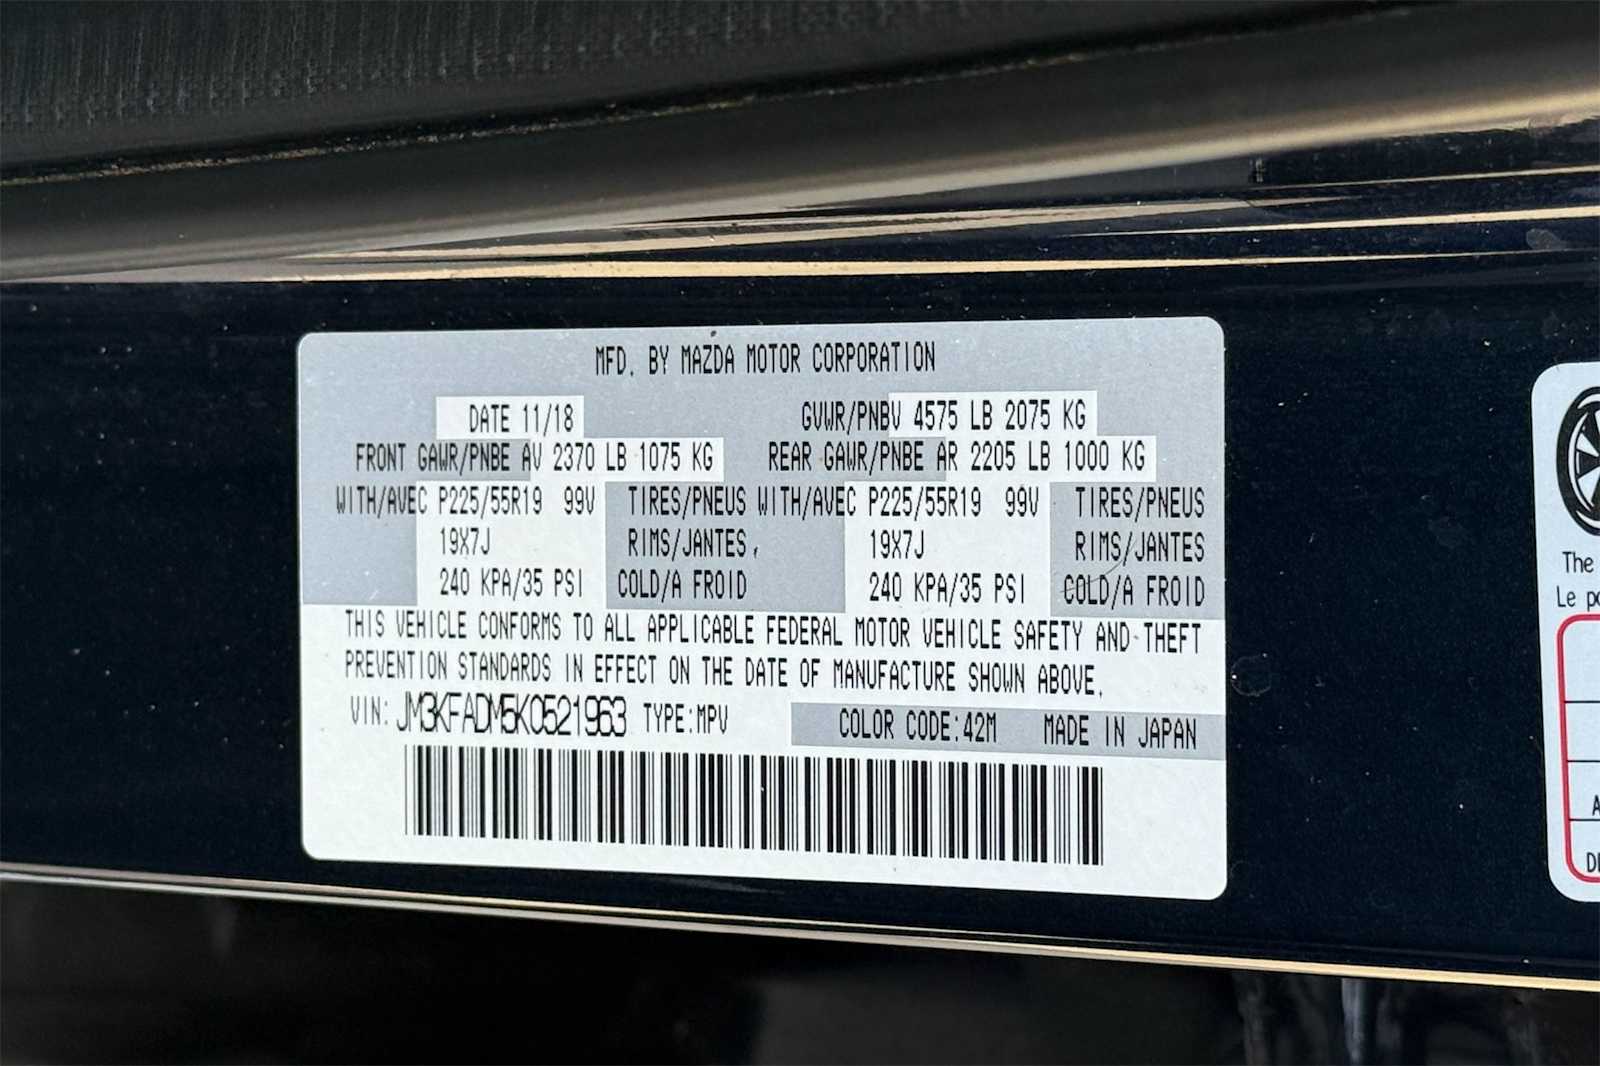 MFD. BY MAZDA MOTOR CORPORATION
DATE 11/18 GVWR/PNBV 4575 LB 2075 KG
FRONT GAWR/PNBE AV 2370 LB 1075 KG REAR GAWR/PNBE AR 2205 LB 1000 KG
WITH/AVEC P225/55R19 99V TIRES/PNEUS WITH/AVEC P225/55R19 99V TIRES/PNEUS
19X7J RIMS/JANTES, 19X7J RIMS/JANTES
240 KPA/35 PSI COLD/A FROID 240 KPA/35 PSI COLD/A FROID
THIS VEHICLE CONFORMS TO ALL APPLICABLE FEDERAL MOTOR VEHICLE SAFETY AND THEFT
PREVENTION STANDARDS IN EFFECT ON THE DATE OF MANUFACTURE SHOWN ABOVE.
VIN: JM3KFADM5K0521963 TYPE:MPV COLOR CODE:42M MADE IN JAPAN
The
Le